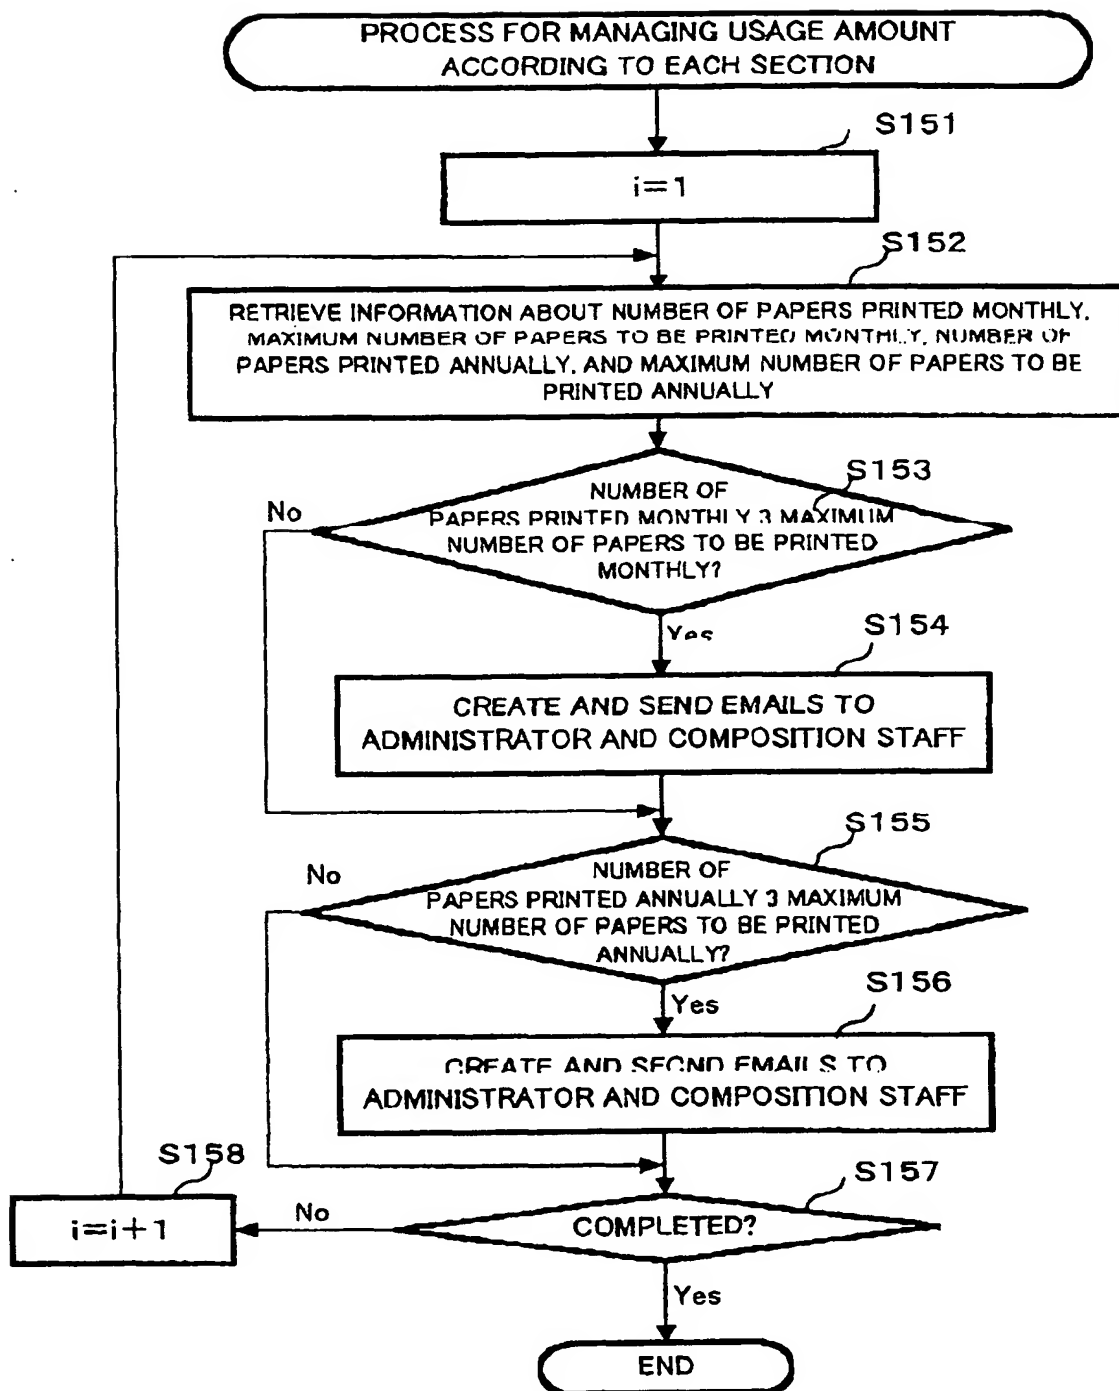 PROCESS FOR MANAGING USAGE AMOUNT
ACCORDING TO EACH SECTION
S151
i=1
S152
RETRIEVE INFORMATION ABOUT NUMBER OF PAPERS PRINTED MONTHLY,
MAXIMUM NUMBER OF PAPERS TO BE PRINTED MONTHLY, NUMBER OF
PAPERS PRINTED ANNUALLY, AND MAXIMUM NUMBER OF PAPERS TO BE
PRINTED ANNUALLY
S153
No
NUMBER OF
PAPERS PRINTED MONTHLY 3 MAXIMUM
NUMBER OF PAPERS TO BE PRINTED
MONTHLY?
Yes
S154
CREATE AND SEND EMAILS TO
ADMINISTRATOR AND COMPOSITION STAFF
S155
No
NUMBER OF
PAPERS PRINTED ANNUALLY 3 MAXIMUM
NUMBER OF PAPERS TO BE PRINTED
ANNUALLY?
Yes
S156
CREATE AND SECND EMAILS TO
ADMINISTRATOR AND COMPOSITION STAFF
S158
S157
i=i+1
No
COMPLETED?
Yes
END